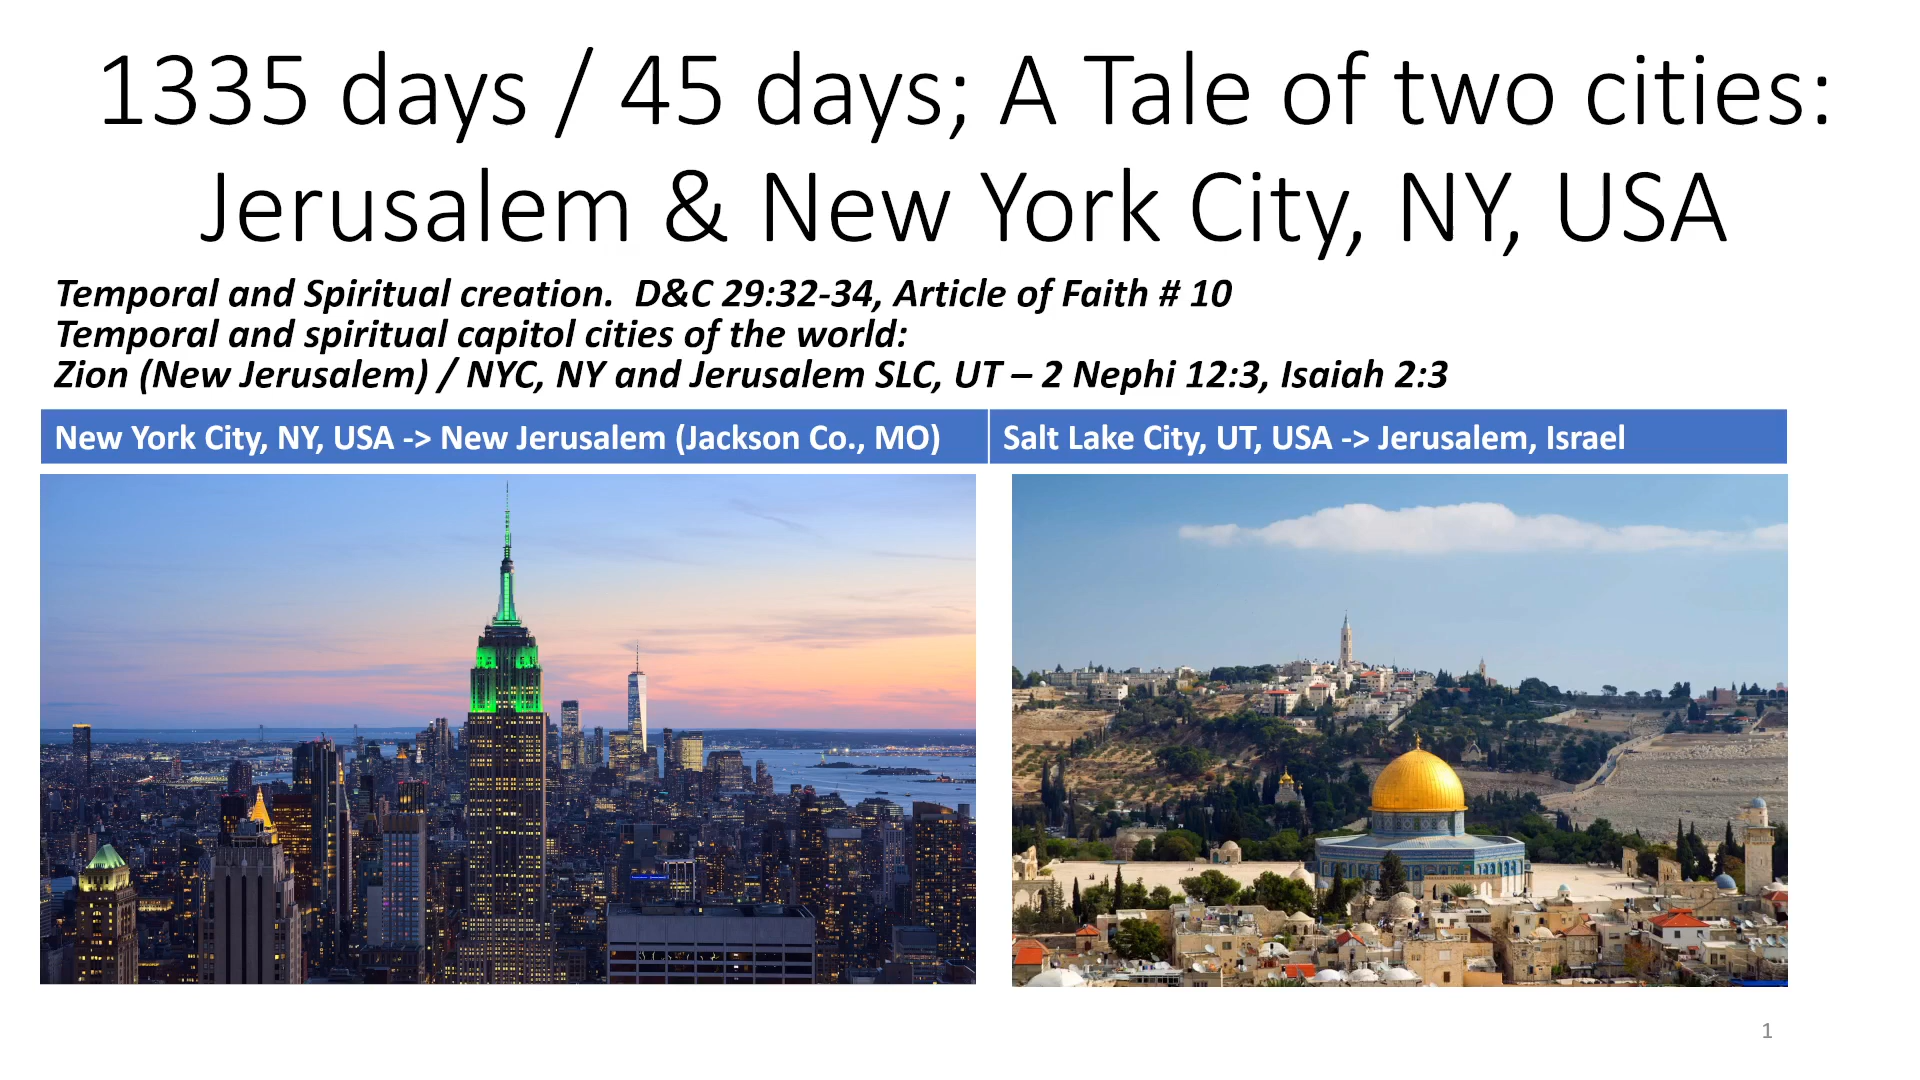 1335 days / 45 days; A Tale of two cities:
Jerusalem & New York City, NY, USA
Temporal and Spiritual creation.  D&C 29:32-34, Article of Faith # 10
Temporal and spiritual capitol cities of the world:
Zion (New Jerusalem) / NYC, NY and Jerusalem SLC, UT – 2 Nephi 12:3, Isaiah 2:3
New York City, NY, USA -> New Jerusalem (Jackson Co., MO)
Salt Lake City, UT, USA -> Jerusalem, Israel
1